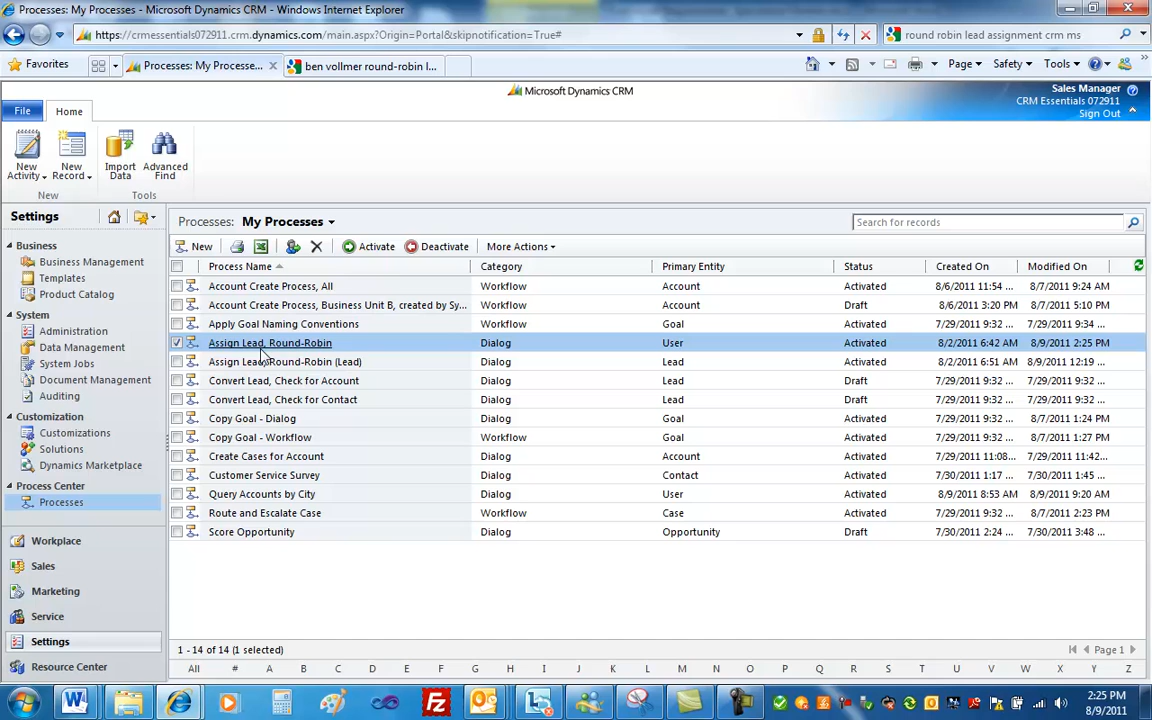 Processes: My Processes - Microsoft Dynamics CRM - Windows Internet Explorer
https://crmessentials072911.crm.dynamics.com/main.aspx?Origin=Portal&skipnotification=True#
round robin lead assignment crm ms
Favorites
Processes: My Processe...
ben vollmer round-robin l...
Page
Safety
Tools
Microsoft Dynamics CRM
Sales Manager
CRM Essentials 072911
Sign Out
File
Home
New Activity
New Record
Import Data
Advanced Find
New
Tools
Settings
Business
Business Management
Templates
Product Catalog
System
Administration
Data Management
System Jobs
Document Management
Auditing
Customization
Customizations
Solutions
Dynamics Marketplace
Process Center
Processes
Workplace
Sales
Marketing
Service
Settings
Resource Center
Processes: My Processes
Search for records
New
Activate
Deactivate
More Actions
Process Name Category Primary Entity Status Created On Modified On
Account Create Process, All Workflow Account Activated 8/6/2011 11:54 ... 8/7/2011 9:24 AM
Account Create Process, Business Unit B, created by Sy... Workflow Account Draft 8/6/2011 3:20 PM 8/7/2011 5:10 PM
Apply Goal Naming Conventions Workflow Goal Activated 7/29/2011 9:32 ... 8/7/2011 9:34 AM
Assign Lead, Round-Robin Dialog User Activated 8/2/2011 6:42 AM 8/9/2011 2:25 PM
Assign Lead, Round-Robin (Lead) Dialog Lead Activated 8/2/2011 6:51 AM 8/9/2011 12:19 ...
Convert Lead, Check for Account Dialog Lead Draft 7/29/2011 9:32 ... 7/29/2011 9:32 ...
Convert Lead, Check for Contact Dialog Lead Draft 7/29/2011 9:32 ... 7/29/2011 9:32 ...
Copy Goal - Dialog Dialog Goal Activated 7/29/2011 9:32 ... 8/7/2011 1:24 PM
Copy Goal - Workflow Workflow Goal Activated 7/29/2011 9:32 ... 8/7/2011 1:27 PM
Create Cases for Account Dialog Account Activated 7/29/2011 11:08... 7/29/2011 11:42...
Customer Service Survey Dialog Contact Activated 7/30/2011 1:17 ... 7/30/2011 1:45 ...
Query Accounts by City Dialog User Activated 8/9/2011 8:53 AM 8/9/2011 9:20 AM
Route and Escalate Case Workflow Case Activated 7/29/2011 9:32 ... 8/7/2011 2:23 PM
Score Opportunity Dialog Opportunity Draft 7/30/2011 2:24 ... 7/30/2011 3:48 ...
1 - 14 of 14 (1 selected)
Page 1
All # A B C D E F G H I J K L M N O P Q R S T U V W X Y Z
2:25 PM
8/9/2011